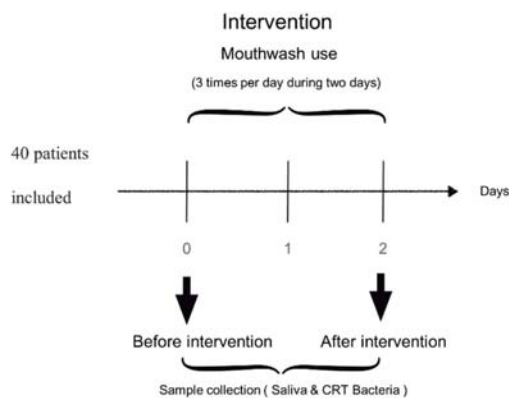 Intervention
Mouthwash use
(3 times per day during two days)
40 patients
included
Days
0 1 2
Before intervention After intervention
Sample collection ( Saliva & CRT Bacteria )